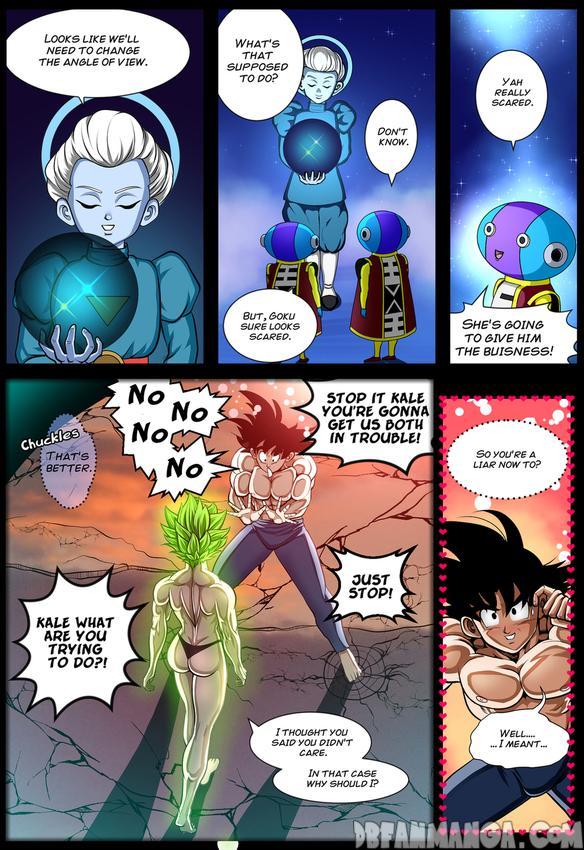 LOOKS LIKE WE'LL
NEED TO CHANGE
THE ANGLE OF VIEW.
WHAT'S
THAT
SUPPOSED
TO DO?
DON'T
KNOW.
BUT, GOKU
SURE LOOKS
SCARED.
YAH
REALLY
SCARED.
SHE'S GOING
TO GIVE HIM
THE BUISNESS!
Chuckles
THAT'S
BETTER.
NO
NO
NO
NO
STOP IT KALE
YOU'RE GONNA
GET US BOTH
IN TROUBLE!
KALE WHAT
ARE YOU
TRYING
TO DO?!
JUST
STOP!
I THOUGHT YOU
SAID YOU DIDN'T
CARE.
IN THAT CASE
WHY SHOULD I?
SO YOU'RE A
LIAR NOW TO?
WELL....
...I MEANT...
DBFANMANGA.COM